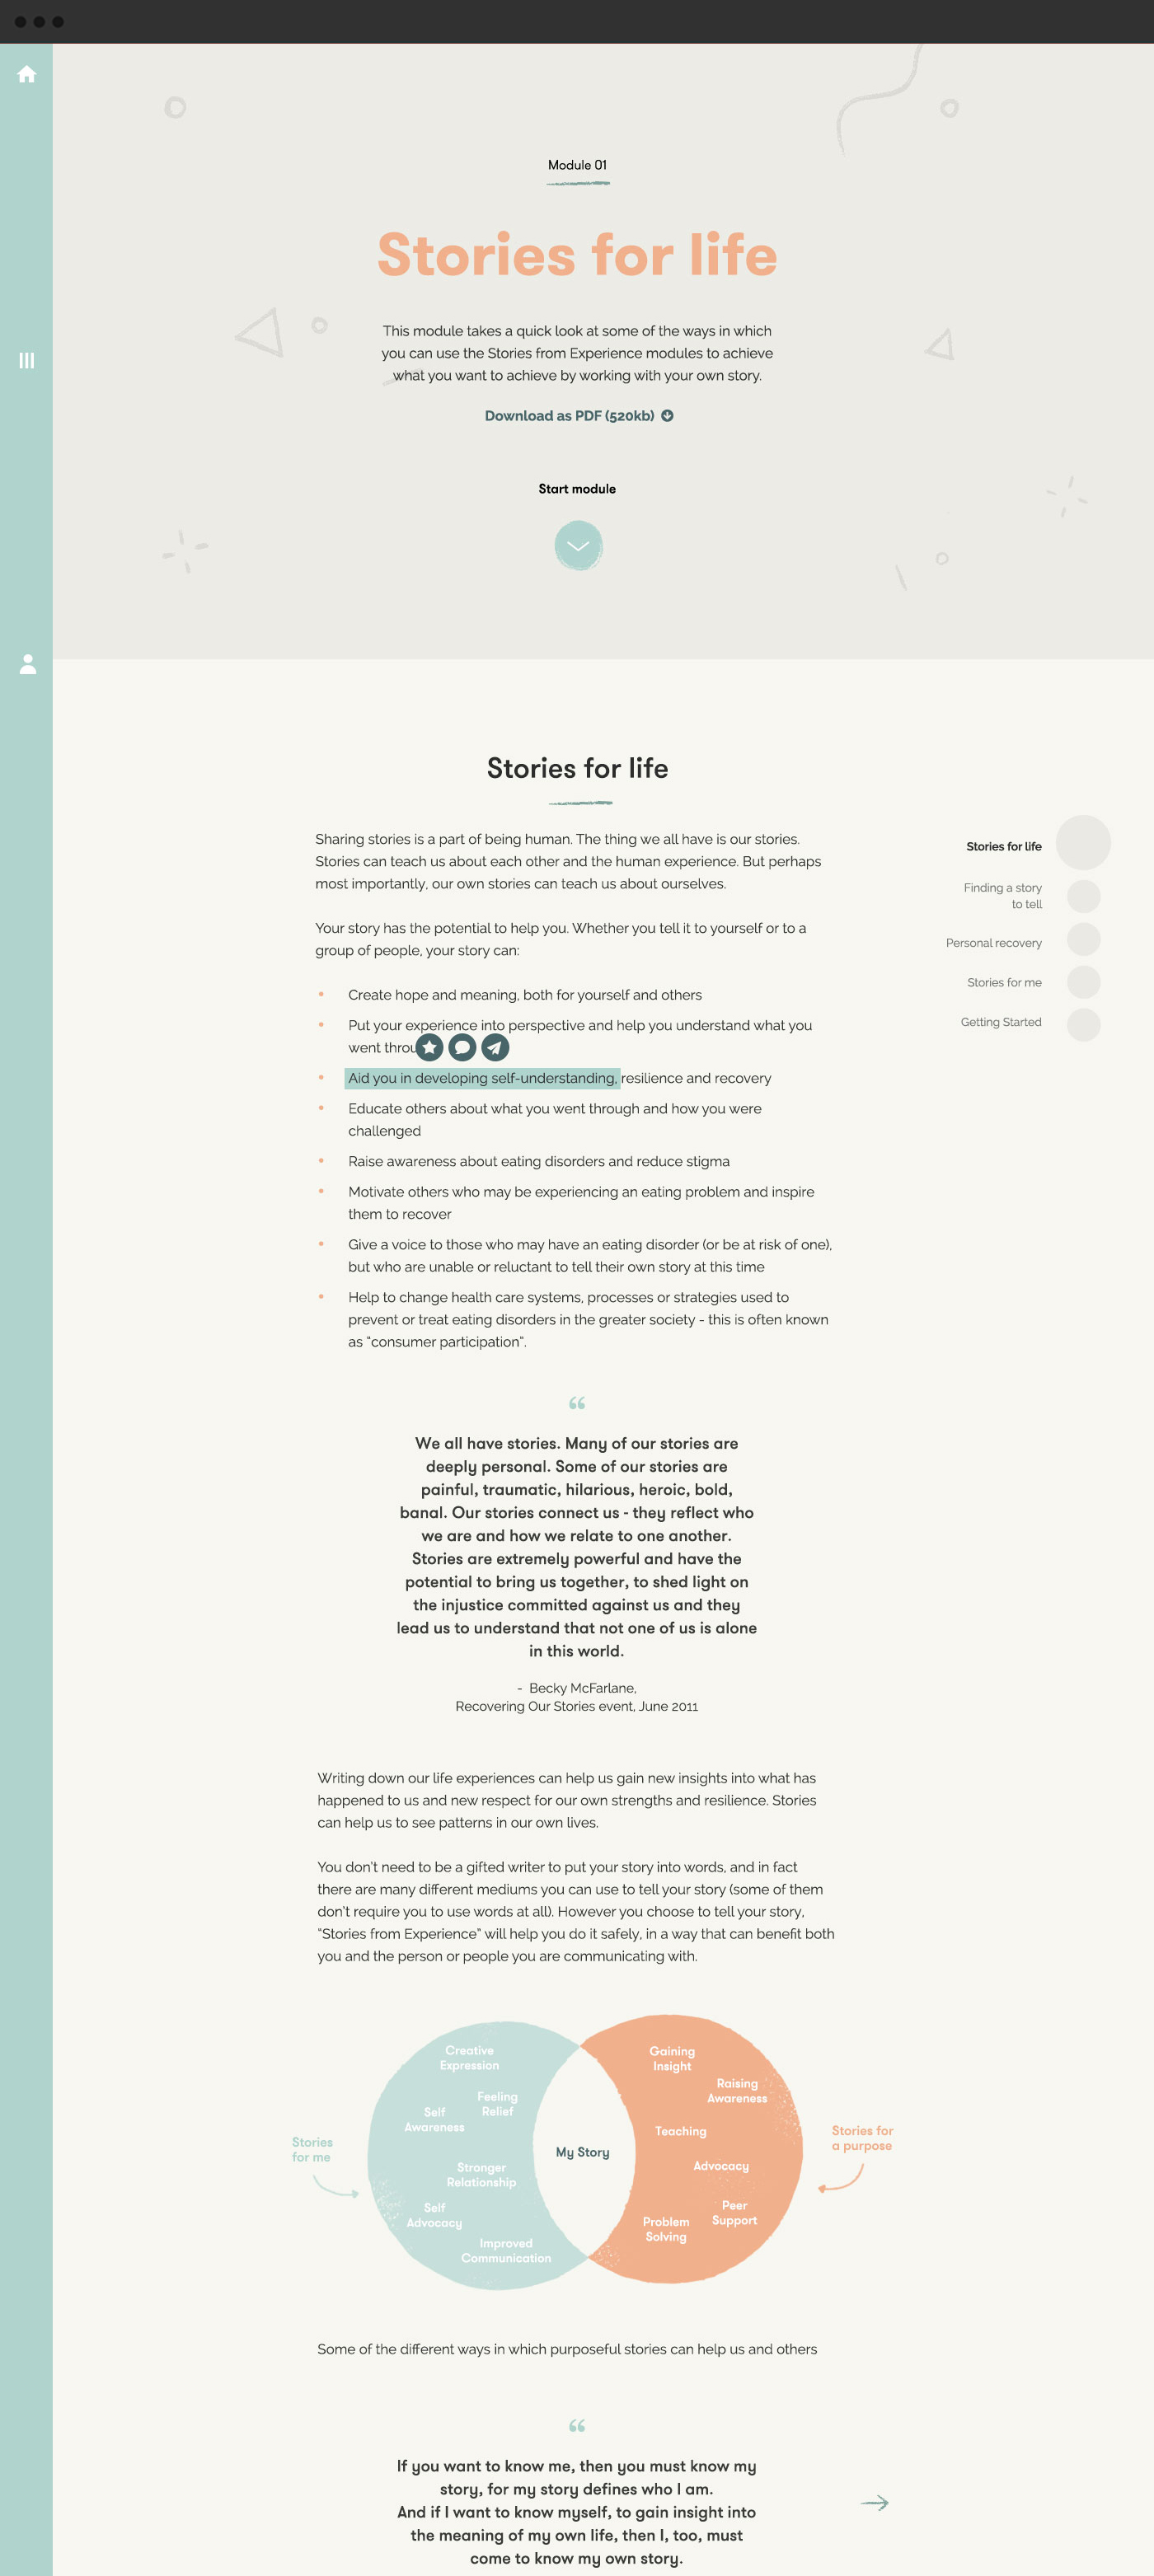 Module 01
Stories for life
This module takes a quick look at some of the ways in which
you can use the Stories from Experience modules to achieve
what you want to achieve by working with your own story.
Download as PDF (520kb)
Start module
Stories for life
Sharing stories is a part of being human. The thing we all have is our stories.
Stories can teach us about each other and the human experience. But perhaps
most importantly, our own stories can teach us about ourselves.
Your story has the potential to help you. Whether you tell it to yourself or to a
group of people, your story can:
• Create hope and meaning, both for yourself and others
• Put your experience into perspective and help you understand what you
went throu
• Aid you in developing self-understanding, resilience and recovery
• Educate others about what you went through and how you were
challenged
• Raise awareness about eating disorders and reduce stigma
• Motivate others who may be experiencing an eating problem and inspire
them to recover
• Give a voice to those who may have an eating disorder (or be at risk of one),
but who are unable or reluctant to tell their own story at this time
• Help to change health care systems, processes or strategies used to
prevent or treat eating disorders in the greater society - this is often known
as “consumer participation”.
Stories for life
Finding a story
to tell
Personal recovery
Stories for me
Getting Started
“
We all have stories. Many of our stories are
deeply personal. Some of our stories are
painful, traumatic, hilarious, heroic, bold,
banal. Our stories connect us - they reflect who
we are and how we relate to one another.
Stories are extremely powerful and have the
potential to bring us together, to shed light on
the injustice committed against us and they
lead us to understand that not one of us is alone
in this world.
- Becky McFarlane,
Recovering Our Stories event, June 2011
Writing down our life experiences can help us gain new insights into what has
happened to us and new respect for our own strengths and resilience. Stories
can help us to see patterns in our own lives.
You don't need to be a gifted writer to put your story into words, and in fact
there are many different mediums you can use to tell your story (some of them
don't require you to use words at all). However you choose to tell your story,
“Stories from Experience” will help you do it safely, in a way that can benefit both
you and the person or people you are communicating with.
Stories
for me
Creative
Expression
Feeling
Relief
Self
Awareness
Stronger
Relationship
Self
Advocacy
Improved
Communication
My Story
Gaining
Insight
Raising
Awareness
Teaching
Advocacy
Peer
Support
Problem
Solving
Stories for
a purpose
Some of the different ways in which purposeful stories can help us and others
“
If you want to know me, then you must know my
story, for my story defines who I am.
And if I want to know myself, to gain insight into
the meaning of my own life, then I, too, must
come to know my own story.